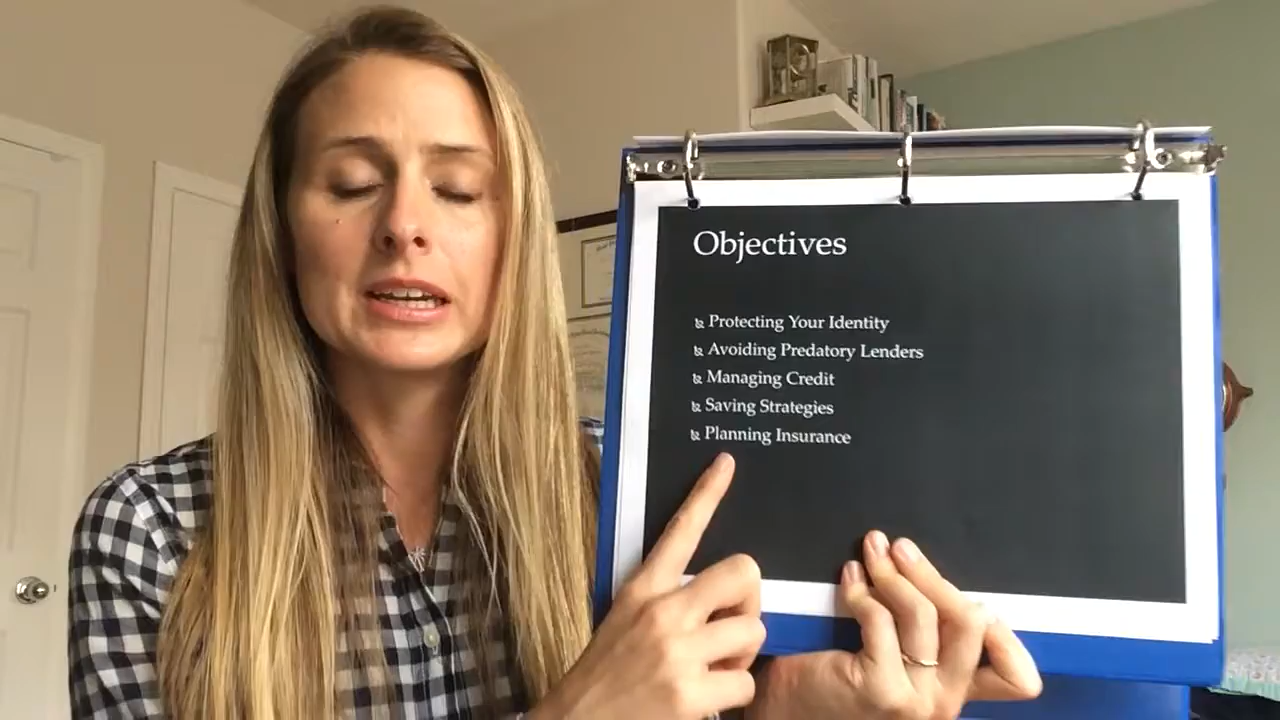 Objectives
Protecting Your Identity
Avoiding Predatory Lenders
Managing Credit
Saving Strategies
Planning Insurance